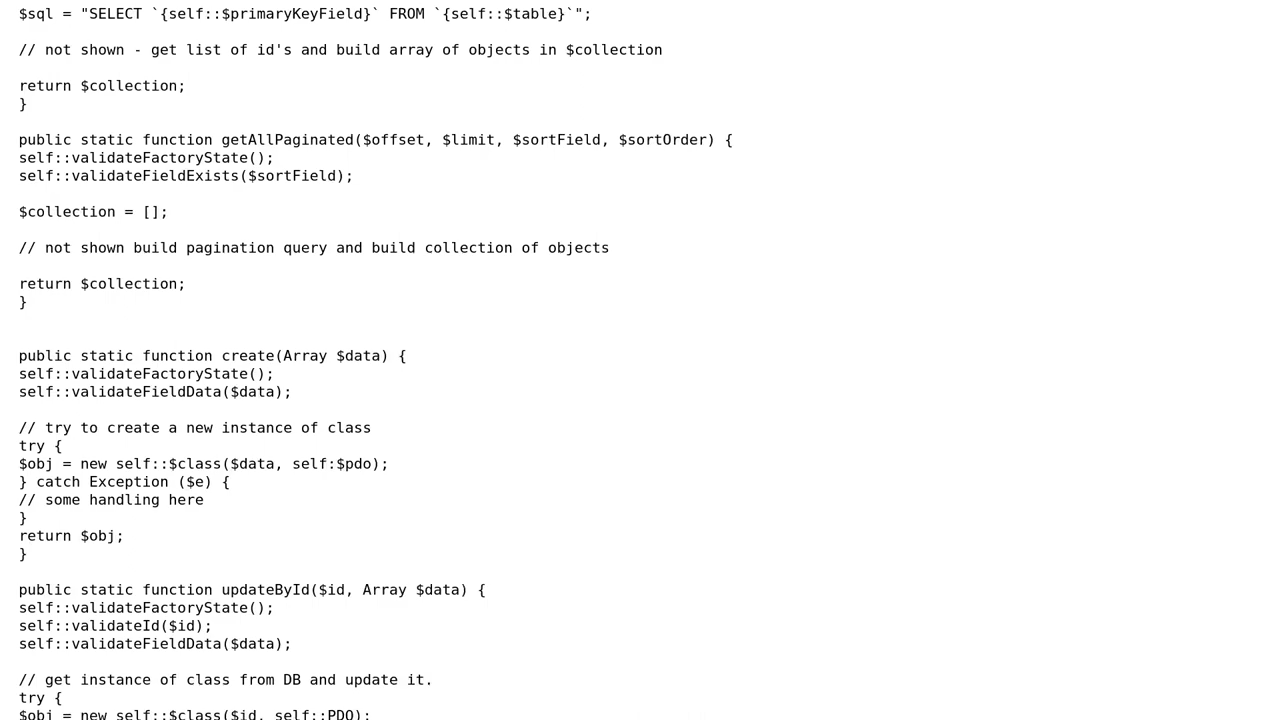 $sql = "SELECT `{self::$primaryKeyField}` FROM `{self::$table}`";
// not shown - get list of id's and build array of objects in $collection
return $collection;
}
public static function getAllPaginated($offset, $limit, $sortField, $sortOrder) {
self::validateFactoryState();
self::validateFieldExists($sortField);
$collection = [];
// not shown build pagination query and build collection of objects
return $collection;
}
public static function create(Array $data) {
self::validateFactoryState();
self::validateFieldData($data);
// try to create a new instance of class
try {
$obj = new self::$class($data, self:$pdo);
} catch Exception ($e) {
// some handling here
}
return $obj;
}
public static function updateById($id, Array $data) {
self::validateFactoryState();
self::validateId($id);
self::validateFieldData($data);
// get instance of class from DB and update it.
try {
$obj = new self::$class($id, self::PDO);